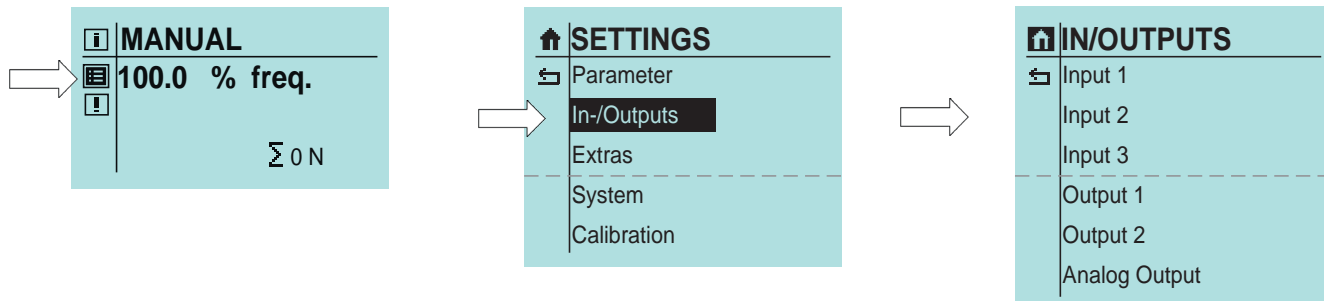 MANUAL
100.0 % freq.
Σ 0 N
SETTINGS
Parameter
In-/Outputs
Extras
System
Calibration
IN/OUTPUTS
Input 1
Input 2
Input 3
Output 1
Output 2
Analog Output